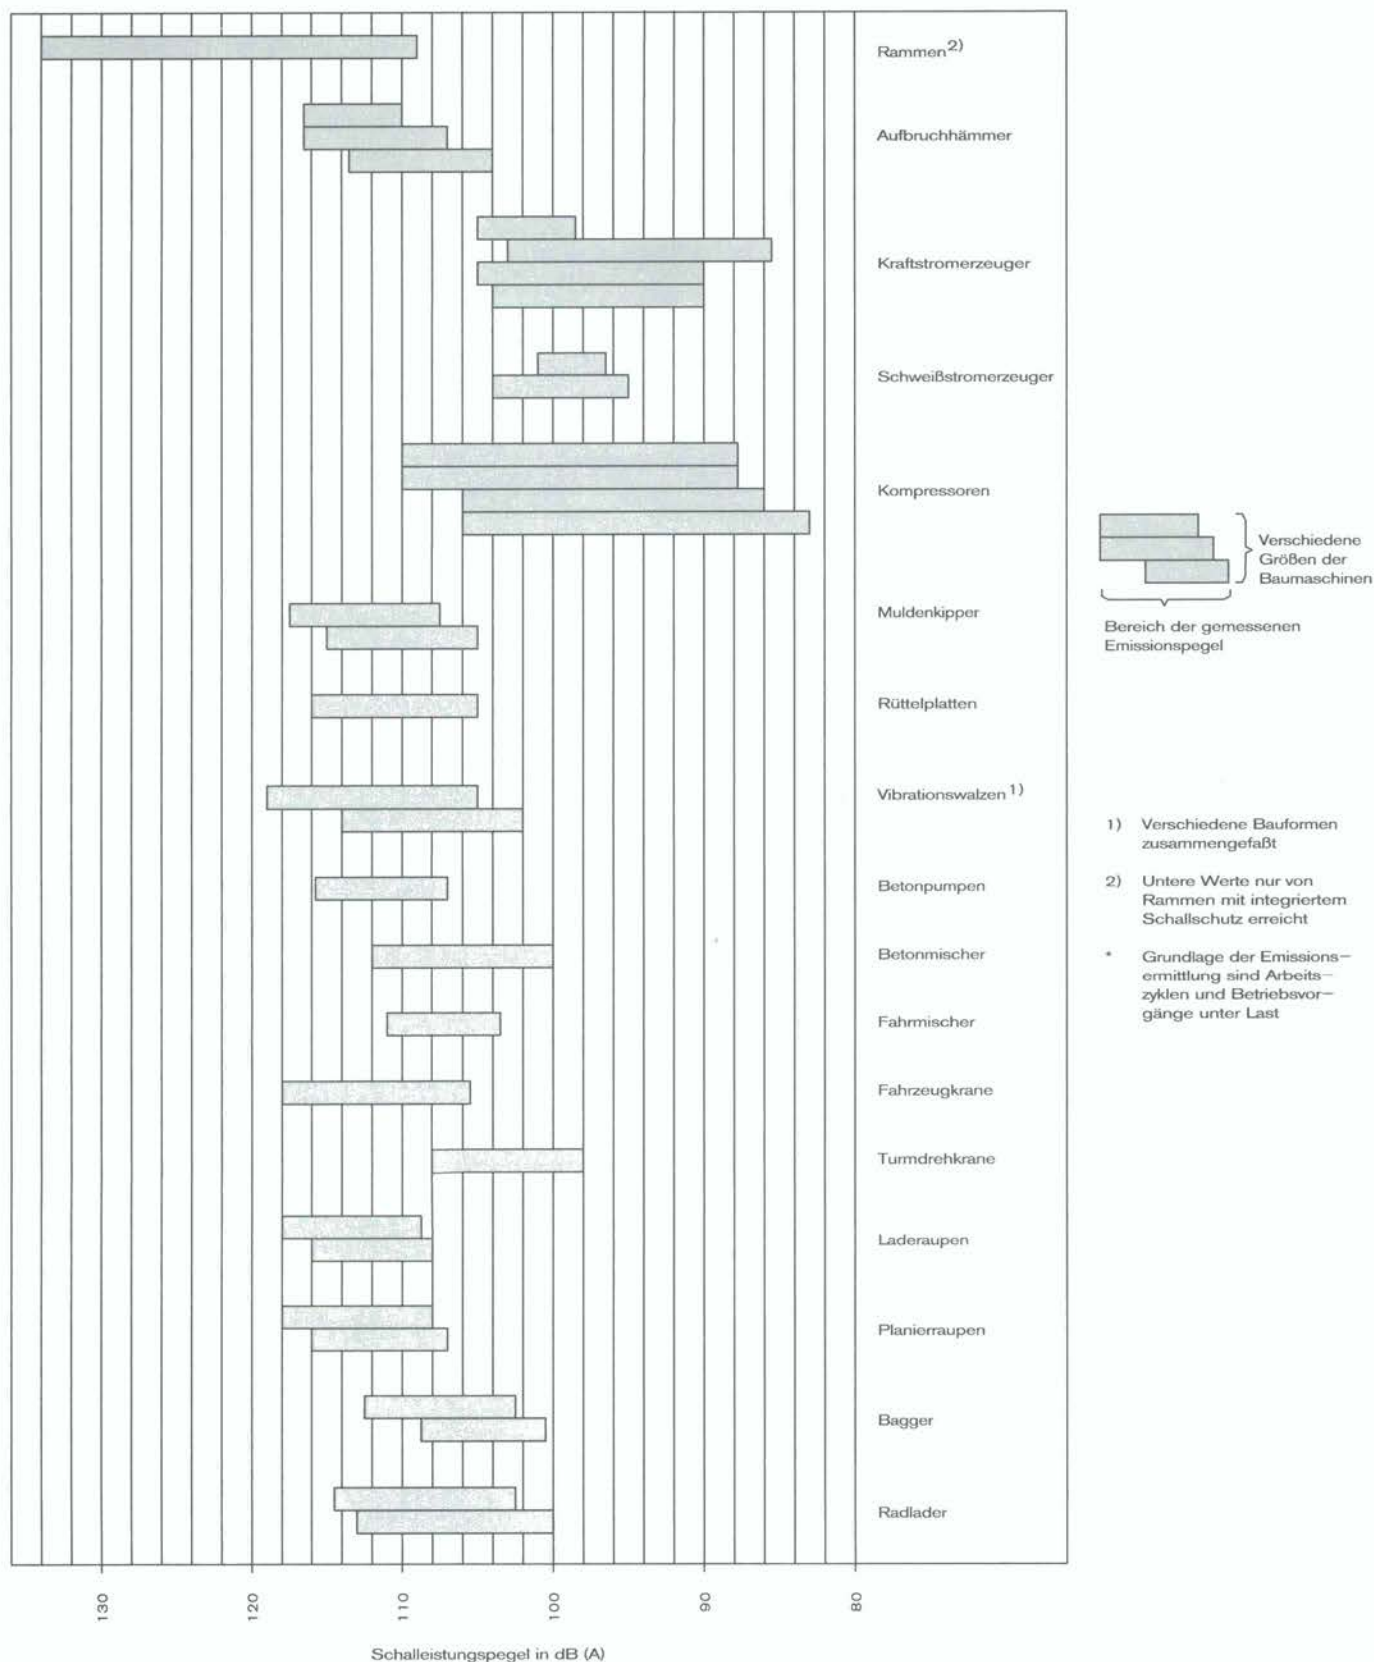 Rammen 2)
Aufbruchhämmer
Kraftstromerzeuger
Schweißstromerzeuger
Kompressoren
Muldenkipper
Rüttelplatten
Vibrationswalzen 1)
Betonpumpen
Betonmischer
Fahrmischer
Fahrzeugkrane
Turmdrehkrane
Laderaupen
Planierraupen
Bagger
Radlader
130
120
110
100
90
80
Schalleistungspegel in dB (A)
Verschiedene
Größen der
Baumaschinen
Bereich der gemessenen
Emissionspegel
1) Verschiedene Bauformen
zusammengefaßt
2) Untere Werte nur von
Rammen mit integriertem
Schallschutz erreicht
* Grundlage der Emissions-
ermittlung sind Arbeits-
zyklen und Betriebsvor-
gänge unter Last